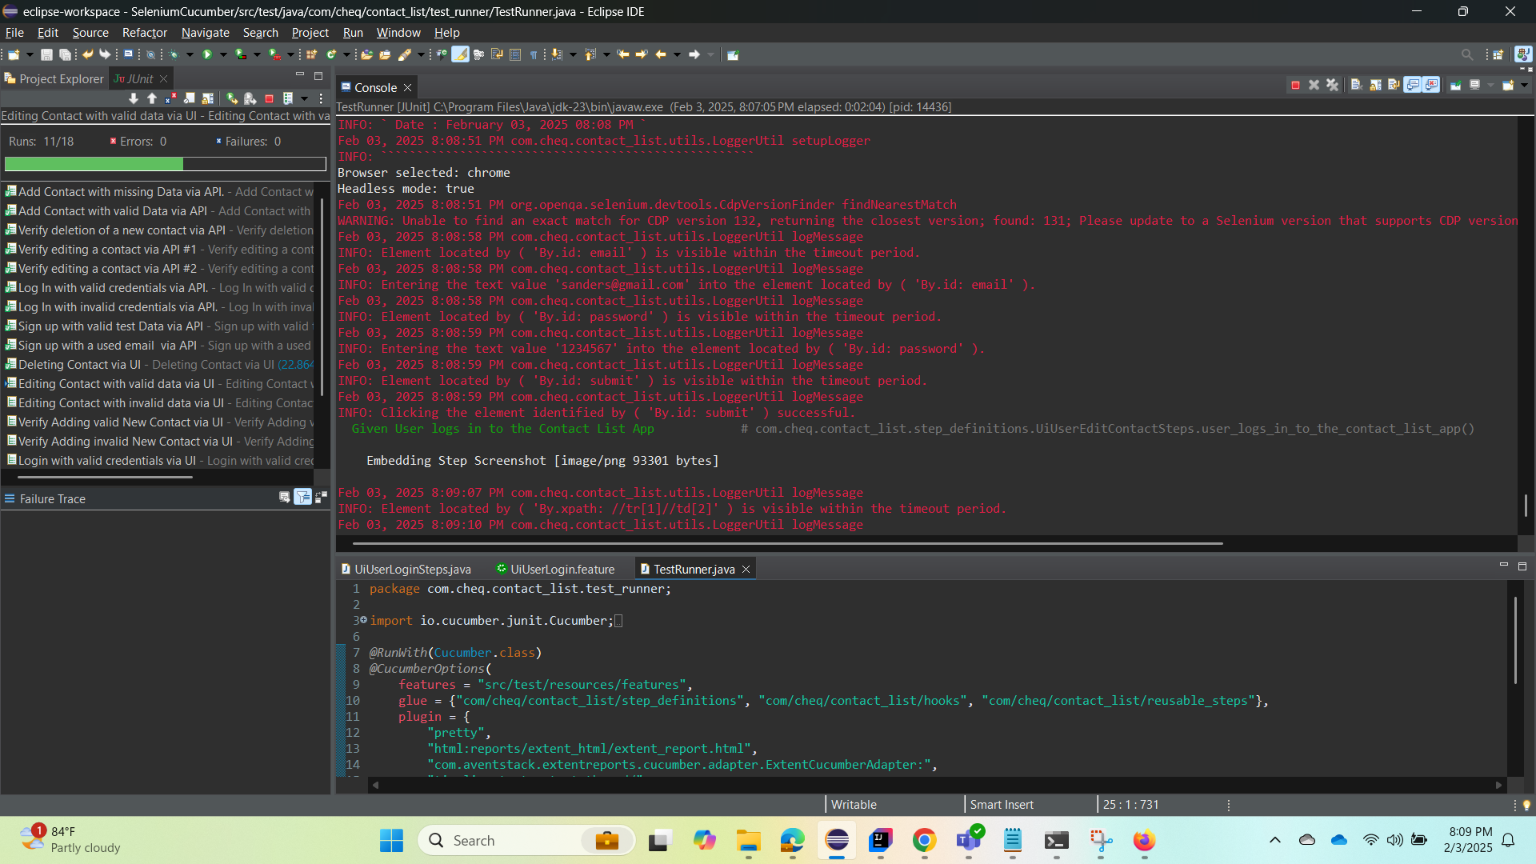 eclipse-workspace - SeleniumCucumber/src/test/java/com/cheq/contact_list/test_runner/TestRunner.java - Eclipse IDE
File Edit Source Refactor Navigate Search Project Run Window Help
Project Explorer JUnit
Editing Contact with valid data via UI - Editing Contact with va
Runs: 11/18 Errors: 0 Failures: 0
Add Contact with missing Data via API. - Add Contact w
Add Contact with valid Data via API - Add Contact with
Verify deletion of a new contact via API - Verify deletion
Verify editing a contact via API #1 - Verify editing a cont
Verify editing a contact via API #2 - Verify editing a cont
Log In with valid credentials via API. - Log In with valid c
Log In with invalid credentials via API. - Log In with inva
Sign up with valid test Data via API - Sign up with valid
Sign up with a used email via API - Sign up with a used
Deleting Contact via UI - Deleting Contact via UI (22.864
Editing Contact with valid data via UI - Editing Contact v
Editing Contact with invalid data via UI - Editing Contac
Verify Adding valid New Contact via UI - Verify Adding v
Verify Adding invalid New Contact via UI - Verify Adding
Login with valid credentials via UI - Login with valid cred
Failure Trace
Console
TestRunner [JUnit] C:\Program Files\Java\jdk-23\bin\javaw.exe (Feb 3, 2025, 8:07:05 PM elapsed: 0:02:04) [pid: 14436]
INFO: ` Date : February 03, 2025 08:08 PM `
Feb 03, 2025 8:08:51 PM com.cheq.contact_list.utils.LoggerUtil setupLogger
INFO: ````````````````````````````````````````````````````
Browser selected: chrome
Headless mode: true
Feb 03, 2025 8:08:51 PM org.openqa.selenium.devtools.CdpVersionFinder findNearestMatch
WARNING: Unable to find an exact match for CDP version 132, returning the closest version; found: 131; Please update to a Selenium version that supports CDP version
Feb 03, 2025 8:08:58 PM com.cheq.contact_list.utils.LoggerUtil logMessage
INFO: Element located by ( 'By.id: email' ) is visible within the timeout period.
Feb 03, 2025 8:08:58 PM com.cheq.contact_list.utils.LoggerUtil logMessage
INFO: Entering the text value 'sanders@gmail.com' into the element located by ( 'By.id: email' ).
Feb 03, 2025 8:08:58 PM com.cheq.contact_list.utils.LoggerUtil logMessage
INFO: Element located by ( 'By.id: password' ) is visible within the timeout period.
Feb 03, 2025 8:08:59 PM com.cheq.contact_list.utils.LoggerUtil logMessage
INFO: Entering the text value '1234567' into the element located by ( 'By.id: password' ).
Feb 03, 2025 8:08:59 PM com.cheq.contact_list.utils.LoggerUtil logMessage
INFO: Element located by ( 'By.id: submit' ) is visible within the timeout period.
Feb 03, 2025 8:08:59 PM com.cheq.contact_list.utils.LoggerUtil logMessage
INFO: Clicking the element identified by ( 'By.id: submit' ) successful.
Given User logs in to the Contact List App # com.cheq.contact_list.step_definitions.UiUserEditContactSteps.user_logs_in_to_the_contact_list_app()
Embedding Step Screenshot [image/png 93301 bytes]
Feb 03, 2025 8:09:07 PM com.cheq.contact_list.utils.LoggerUtil logMessage
INFO: Element located by ( 'By.xpath: //tr[1]//td[2]' ) is visible within the timeout period.
Feb 03, 2025 8:09:10 PM com.cheq.contact_list.utils.LoggerUtil logMessage
UiUserLoginSteps.java UiUserLogin.feature TestRunner.java
1 package com.cheq.contact_list.test_runner;
2
3 import io.cucumber.junit.Cucumber;
6
7 @RunWith(Cucumber.class)
8 @CucumberOptions(
9 features = "src/test/resources/features",
10 glue = {"com/cheq/contact_list/step_definitions", "com/cheq/contact_list/hooks", "com/cheq/contact_list/reusable_steps"},
11 plugin = {
12 "pretty",
13 "html:reports/extent_html/extent_report.html",
14 "com.aventstack.extentreports.cucumber.adapter.ExtentCucumberAdapter:",
Writable Smart Insert 25 : 1 : 731
1
84°F
Partly cloudy
Search
8:09 PM
2/3/2025